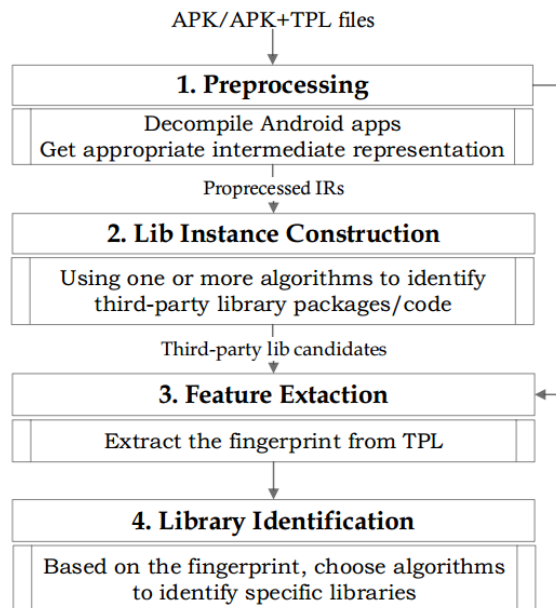 APK/APK+TPL files
1. Preprocessing
Decompile Android apps
Get appropriate intermediate representation
Proprecessed IRs
2. Lib Instance Construction
Using one or more algorithms to identify
third-party library packages/code
Third-party lib candidates
3. Feature Extaction
Extract the fingerprint from TPL
4. Library Identification
Based on the fingerprint, choose algorithms
to identify specific libraries